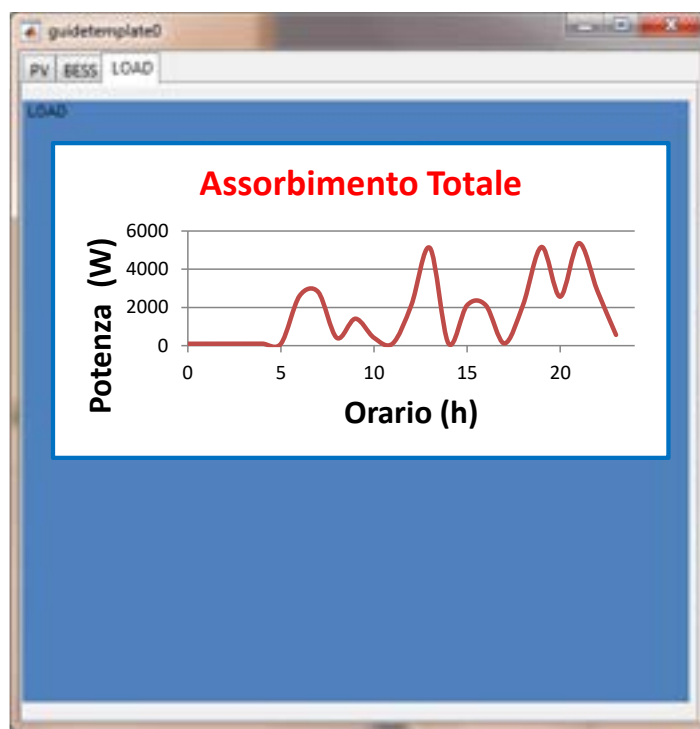 guidetemplate0
PV BESS LOAD
LOAD
Assorbimento Totale
Potenza (W)
6000
4000
2000
0
0 5 10 15 20
Orario (h)